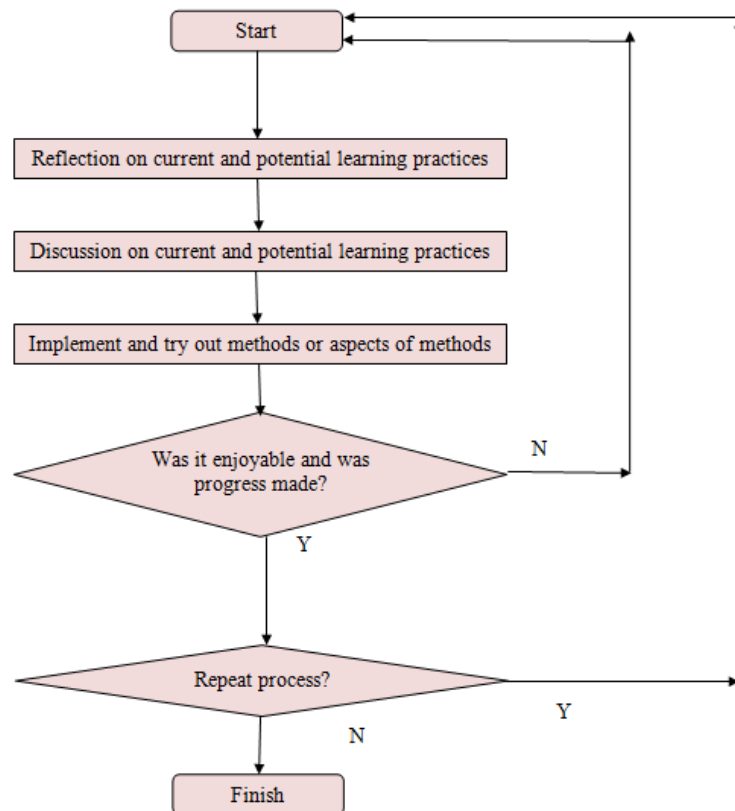 Start
Reflection on current and potential learning practices
Discussion on current and potential learning practices
Implement and try out methods or aspects of methods
Was it enjoyable and was
progress made?
N
Y
Repeat process?
Y
N
Finish